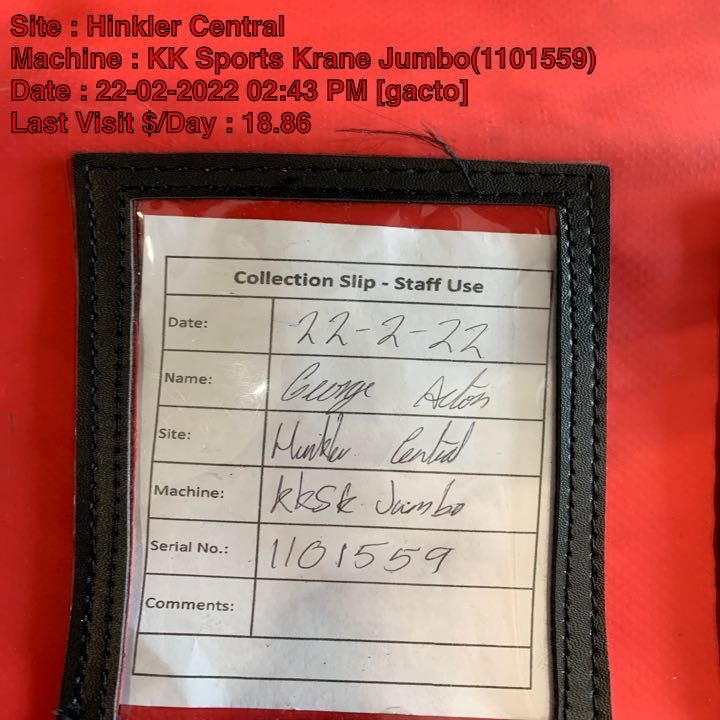 Site : Hinkler Central
Machine : KK Sports Krane Jumbo(1101559)
Date : 22-02-2022 02:43 PM [gacto]
Last Visit $/Day : 18.86
Collection Slip - Staff Use
Date: 22-2-22
Name: George Acton
Site: Hinkler Central
Machine: KKSK Jumbo
Serial No.: 1101559
Comments: